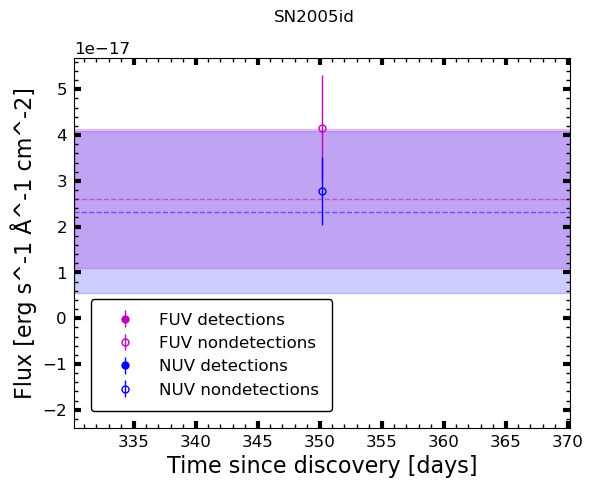 SN2005id
1e−17
Flux [erg s^-1 Å^-1 cm^-2]
5
4
3
2
1
0
−1
−2
FUV detections
FUV nondetections
NUV detections
NUV nondetections
335 340 345 350 355 360 365 370
Time since discovery [days]